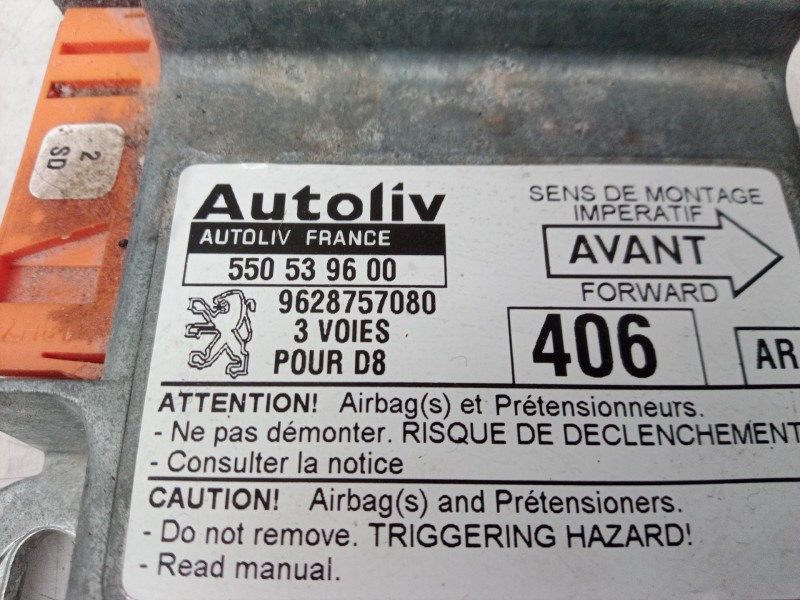 2
SD
Autoliv
AUTOLIV FRANCE
550 53 96 00
9628757080
3 VOIES
POUR D8
SENS DE MONTAGE
IMPERATIF
AVANT
FORWARD
406
AR
ATTENTION! Airbag(s) et Prétensionneurs.
- Ne pas démonter. RISQUE DE DECLENCHEMENT
- Consulter la notice
CAUTION! Airbag(s) and Prétensioners.
- Do not remove. TRIGGERING HAZARD!
- Read manual.